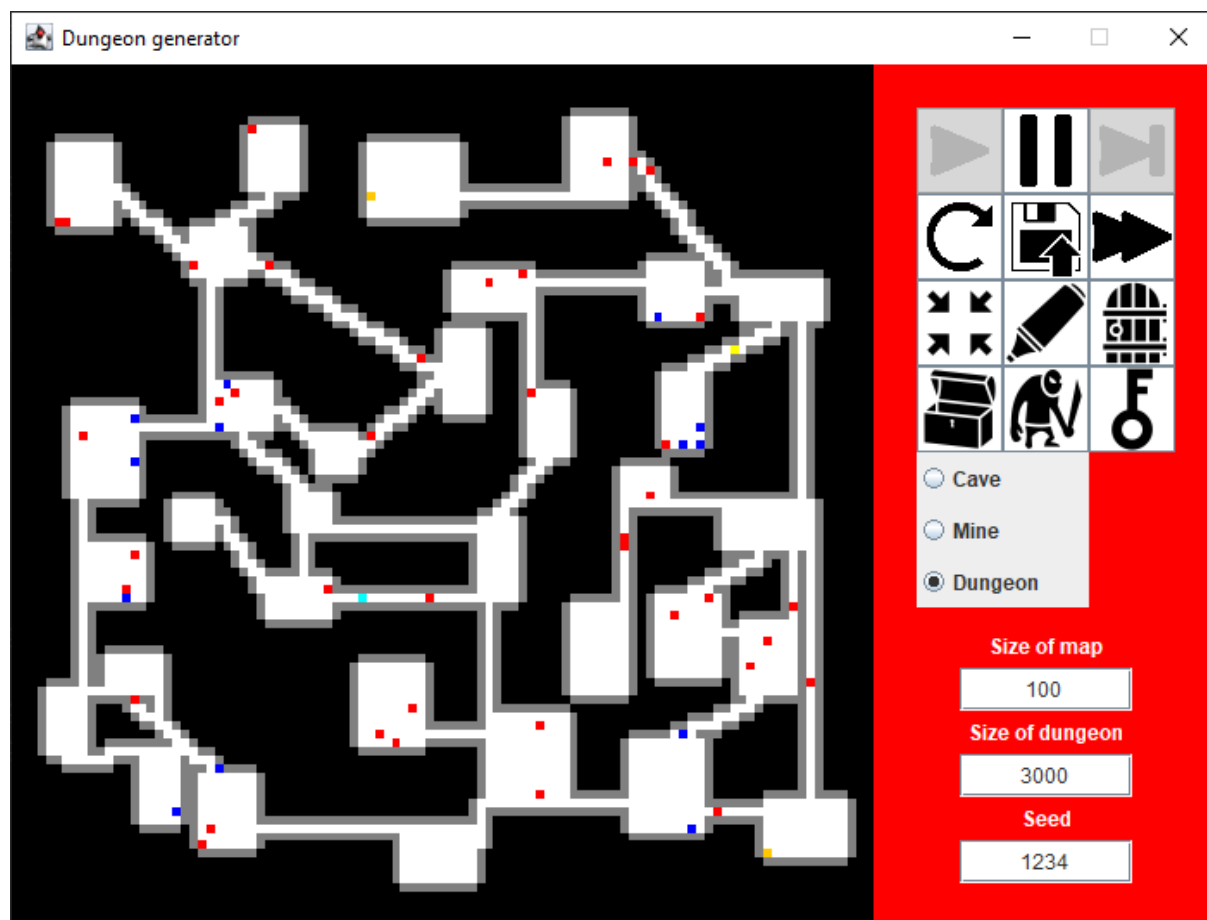 Dungeon generator
Cave
Mine
Dungeon
Size of map
100
Size of dungeon
3000
Seed
1234